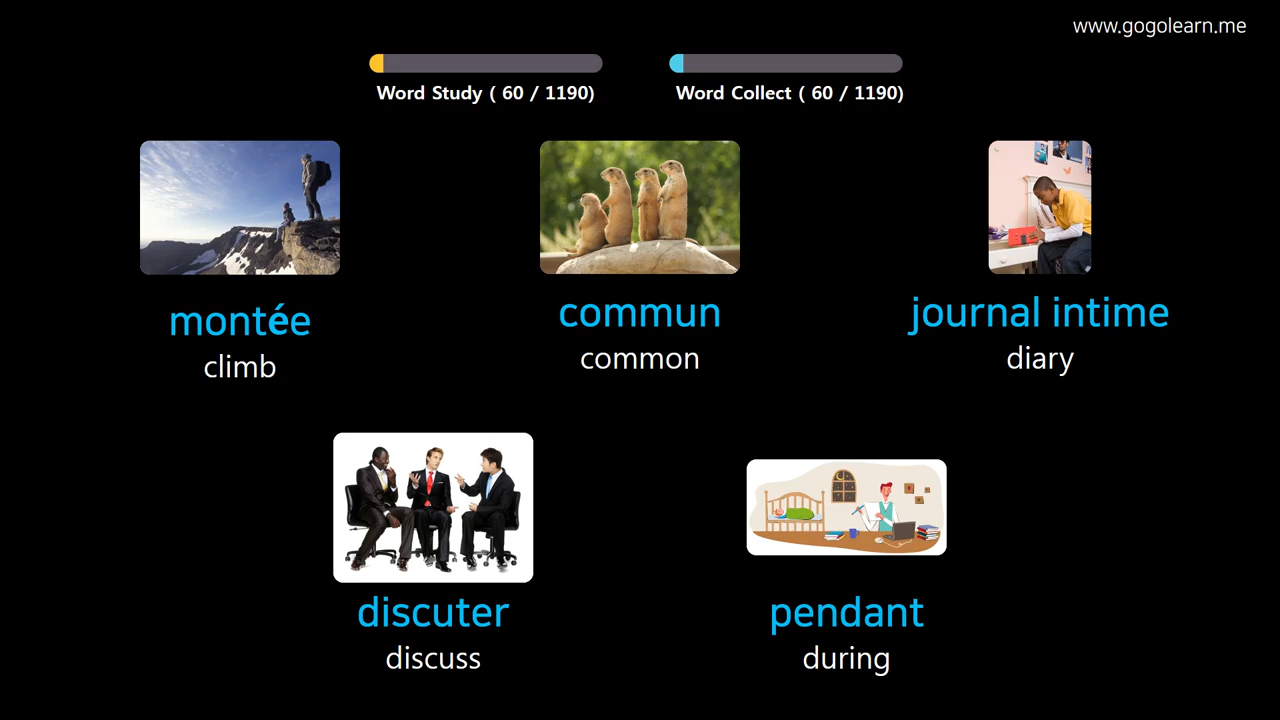 www.gogolearn.me
Word Study ( 60 / 1190)
Word Collect ( 60 / 1190)
montée
climb
commun
common
journal intime
diary
discuter
discuss
pendant
during